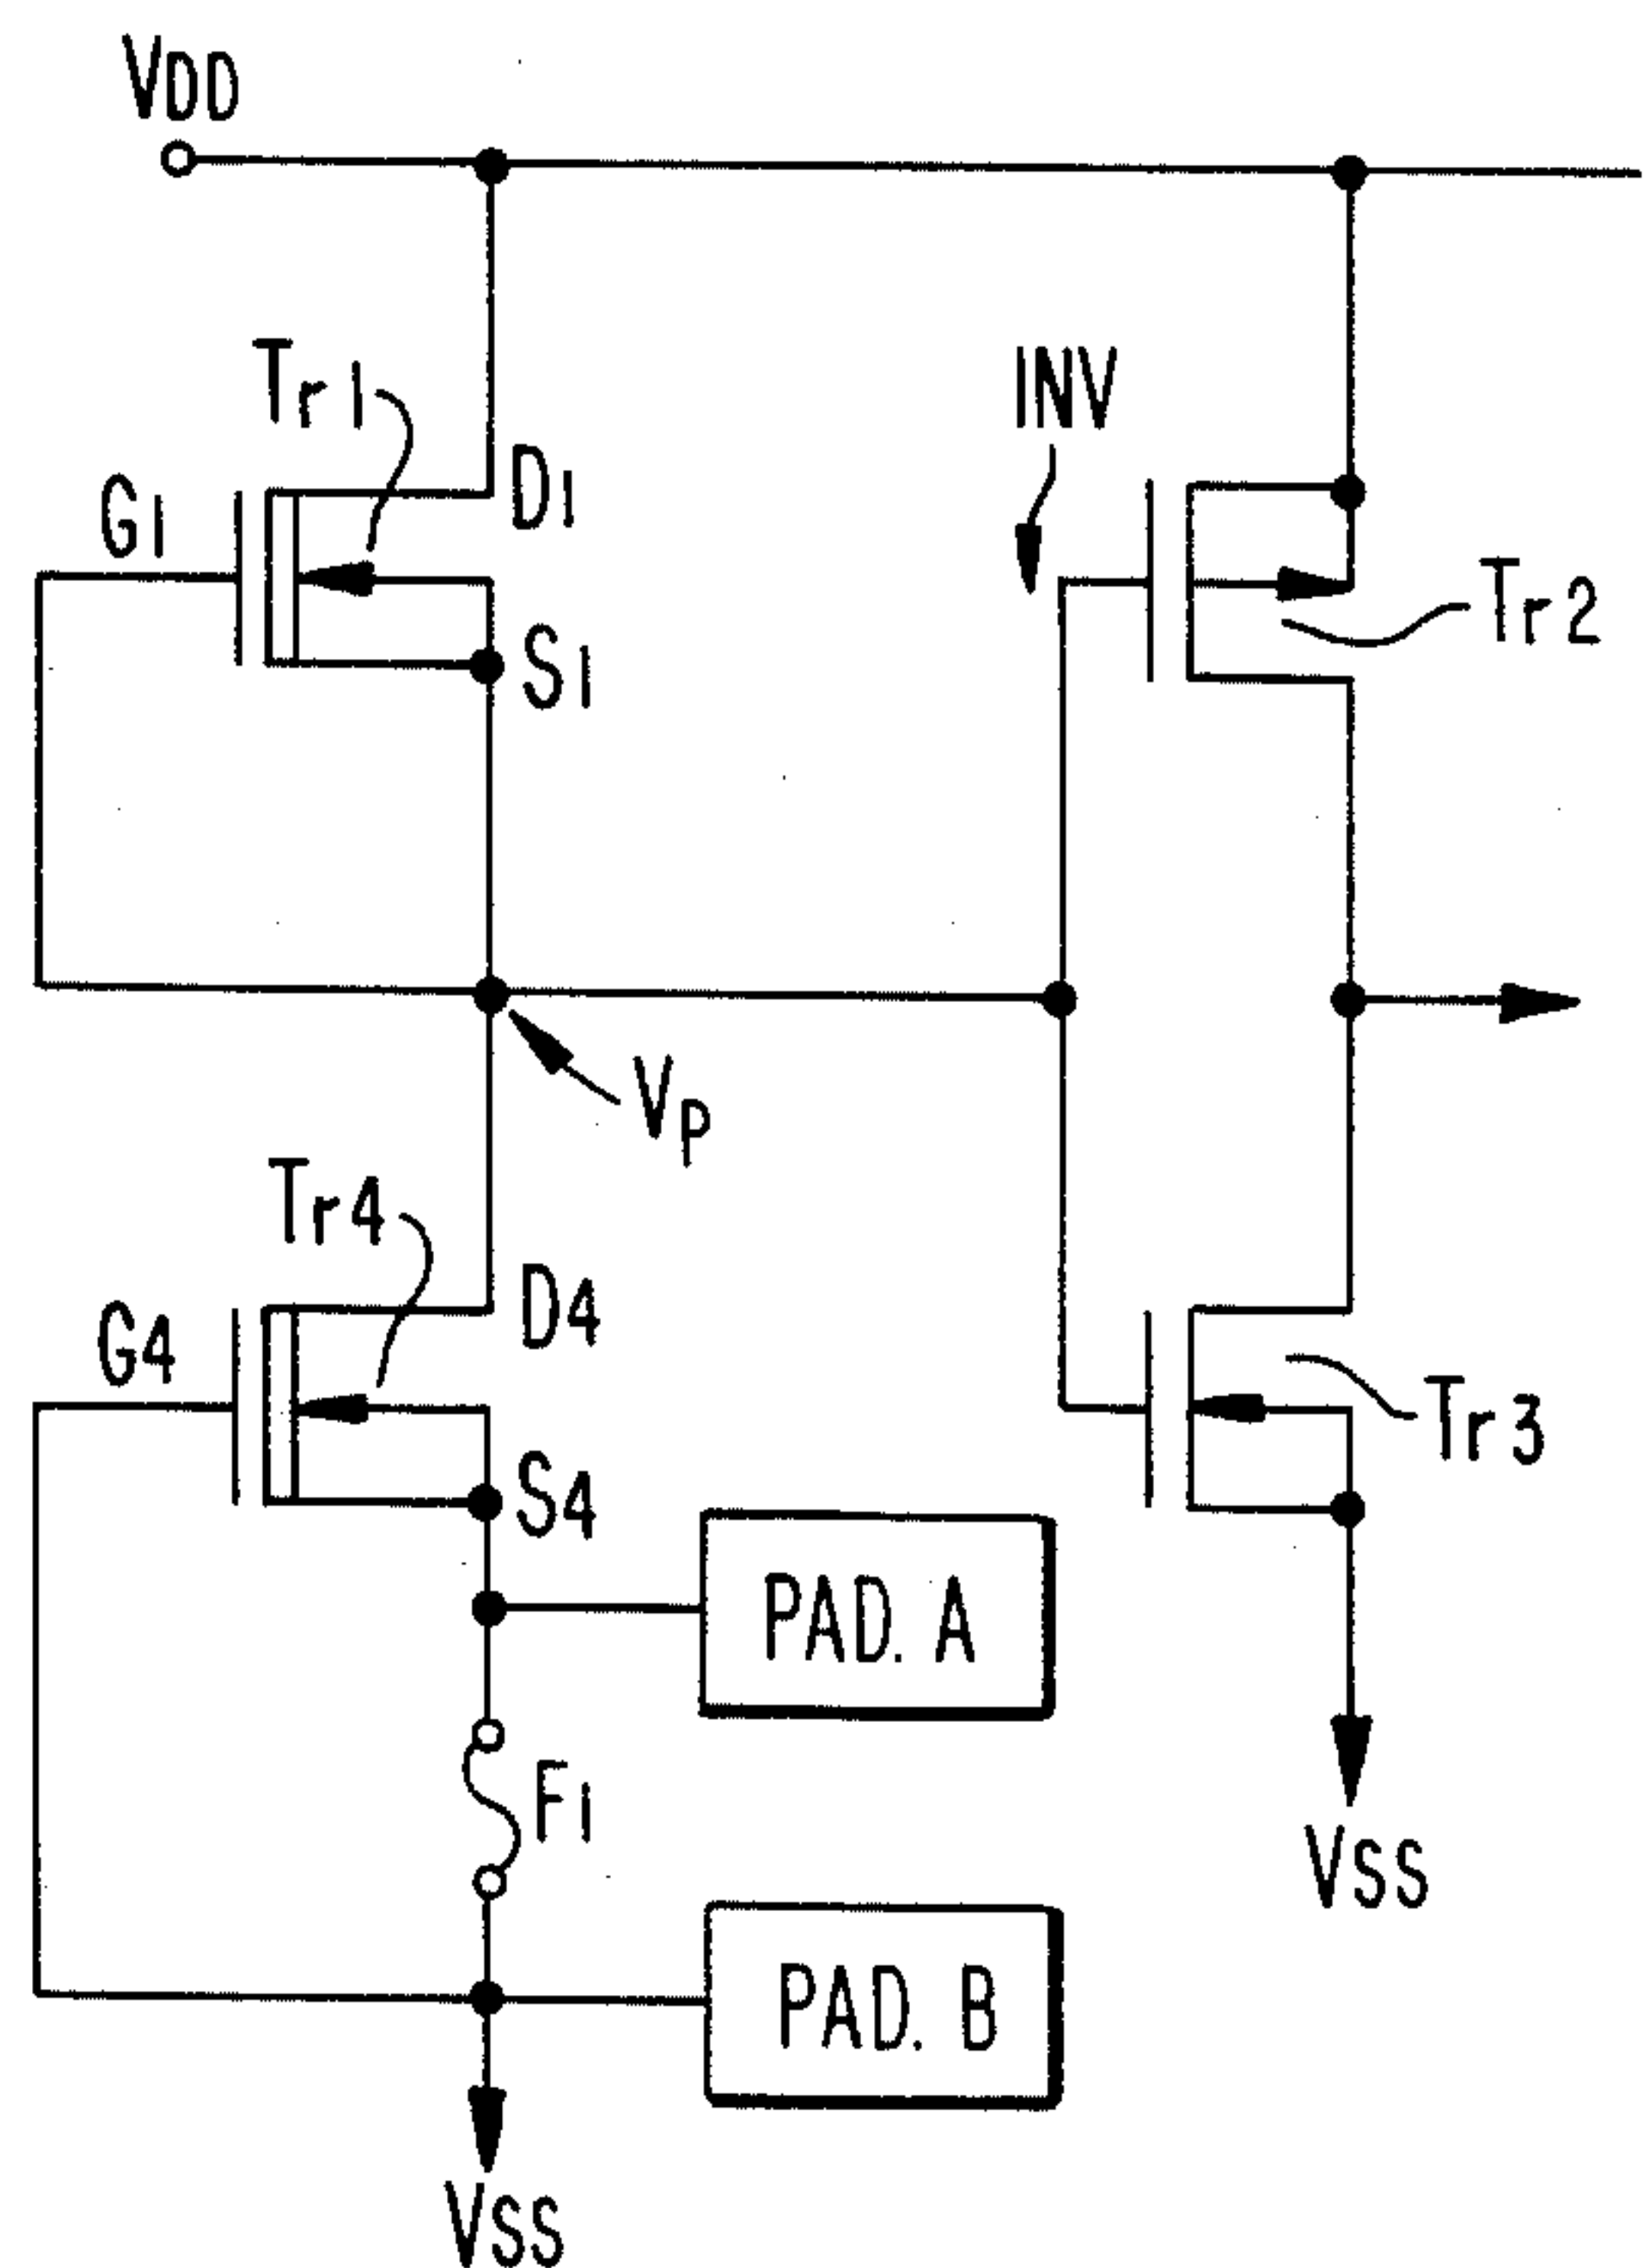 VDD
Tr1
INV
D1
G1
Tr2
S1
VP
Tr4
D4
G4
Tr3
S4
PAD. A
F1
VSS
PAD. B
VSS